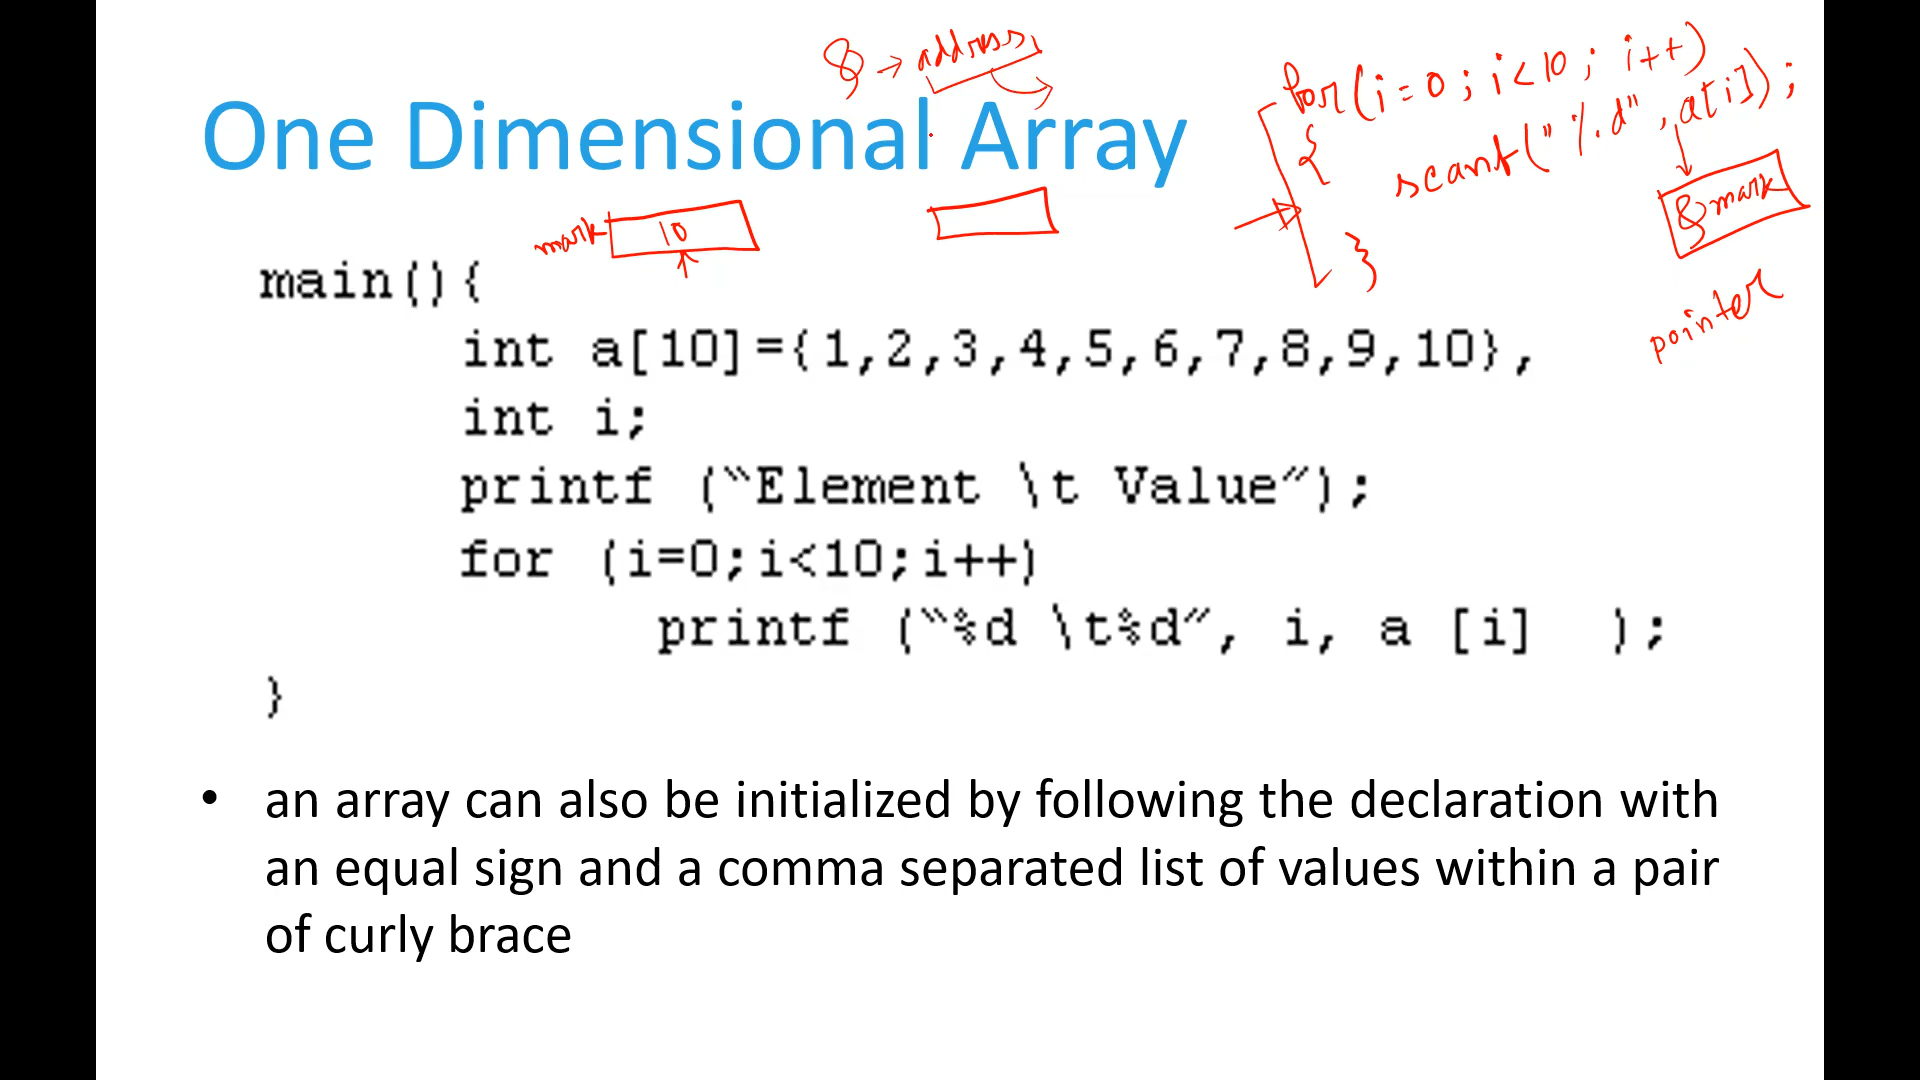 & → address
for(i=0; i<10; i++)
{
scanf("%d", a[i]);
&mark
}
pointer
One Dimensional Array
mark 10
main(){
int a[10]={1,2,3,4,5,6,7,8,9,10},
int i;
printf (“Element \t Value”);
for (i=0;i<10;i++)
printf (“%d \t%d”, i, a [i] );
}
• an array can also be initialized by following the declaration with
an equal sign and a comma separated list of values within a pair
of curly brace